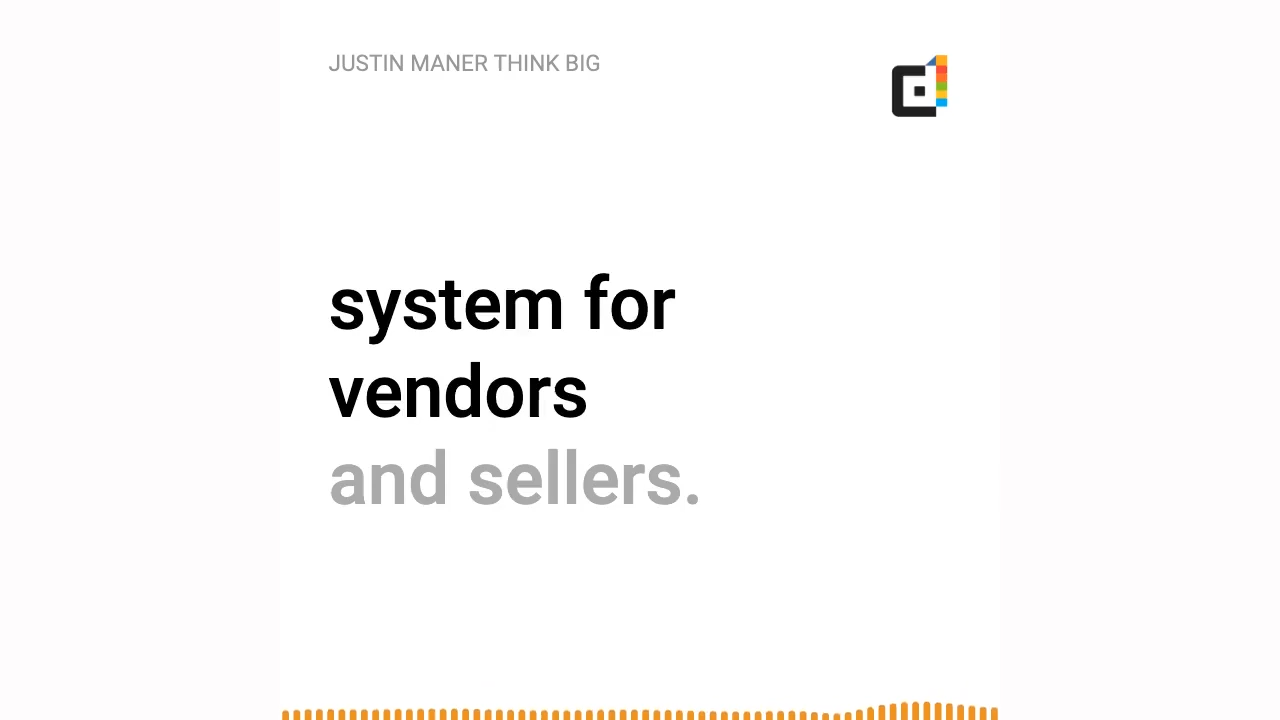 JUSTIN MANER THINK BIG
system for
vendors
and sellers.